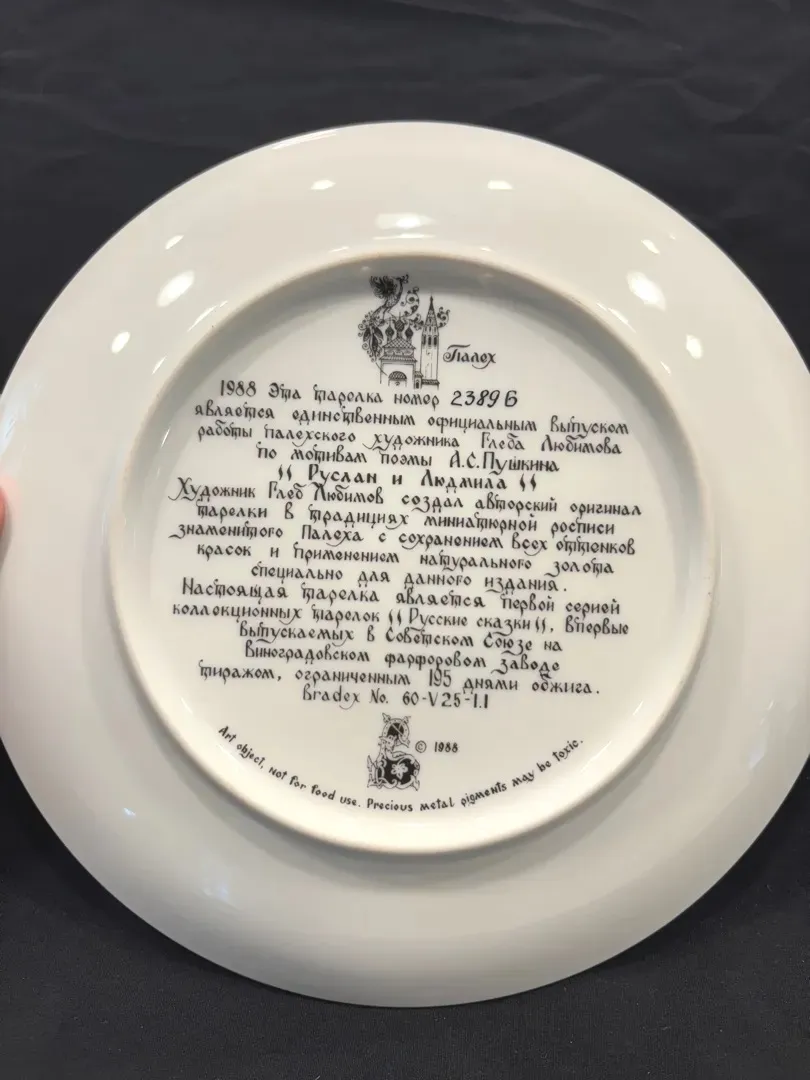 Палех
1988 Эта тарелка номер 2389 Б
является единственным официальным выпуском
работы палехского художника Глеба Любимова
по мотивам поэмы А.С.Пушкина
"Руслан и Людмила"
Художник Глеб Любимов создал авторский оригинал
тарелки в традициях миниатюрной росписи
знаменитого Палеха с сохранением всех оттенков
красок и применением натурального золота
специально для данного издания.
Настоящая тарелка является первой серией
коллекционных тарелок "Русские сказки", впервые
выпускаемых в Советском Союзе на
Виноградовском фарфоровом заводе
тиражом, ограниченным 195 днями обжига.
Bradex No. 60-V25-1.1
© 1988
Art object, not for food use. Precious metal pigments may be toxic.